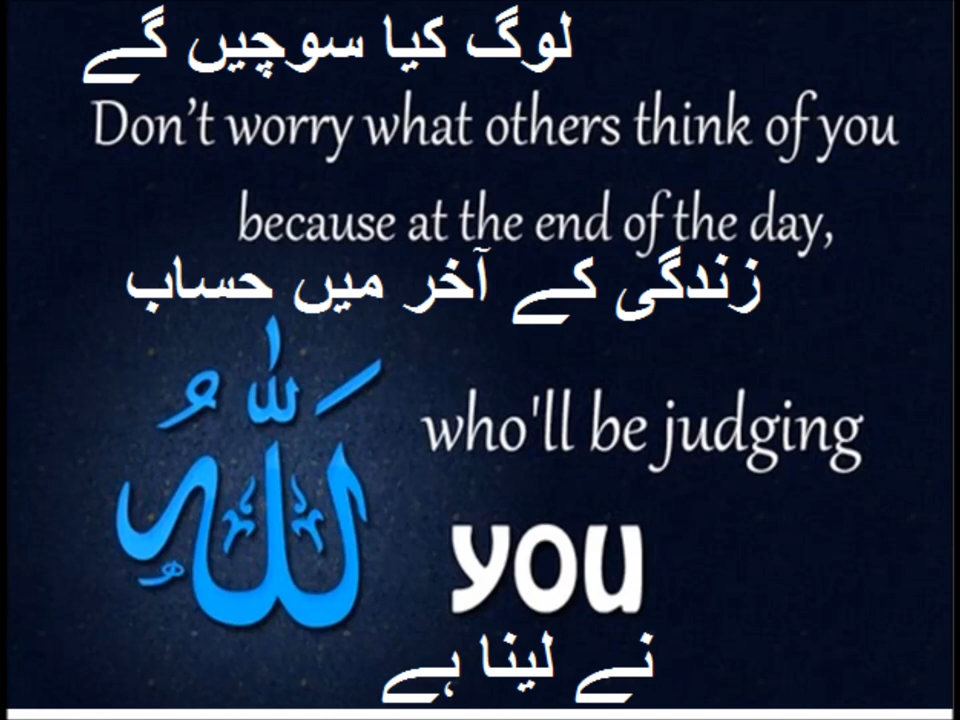 لوگ کیا سوچیں گے
Don't worry what others think of you
because at the end of the day,
زندگی کے آخر میں حساب
اللهُ who'll be judging
YOU
نے لینا ہے